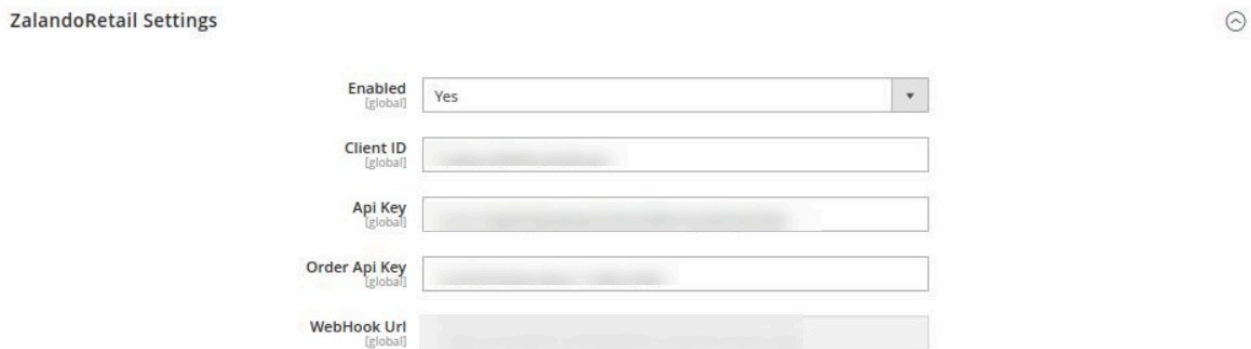 ZalandoRetail Settings
Enabled
[global]
Yes
Client ID
[global]
Api Key
[global]
Order Api Key
[global]
WebHook Url
[global]